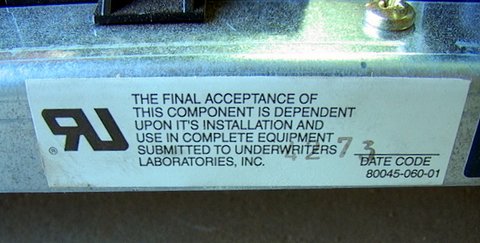 THE FINAL ACCEPTANCE OF
THIS COMPONENT IS DEPENDENT
UPON IT'S INSTALLATION AND
USE IN COMPLETE EQUIPMENT
SUBMITTED TO UNDERWRITERS
LABORATORIES, INC.
4273
DATE CODE
80045-060-01
RU
®